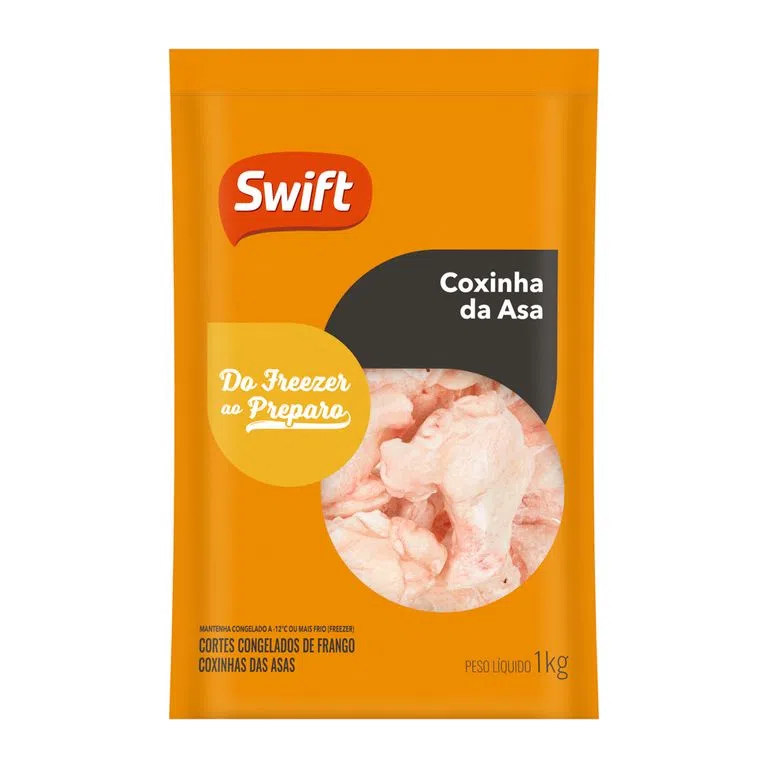 Swift
Coxinha
da Asa
Do Freezer
ao Preparo
MANTENHA CONGELADO A -12°C OU MAIS FRIO (FREEZER)
CORTES CONGELADOS DE FRANGO
COXINHAS DAS ASAS
PESO LÍQUIDO 1kg